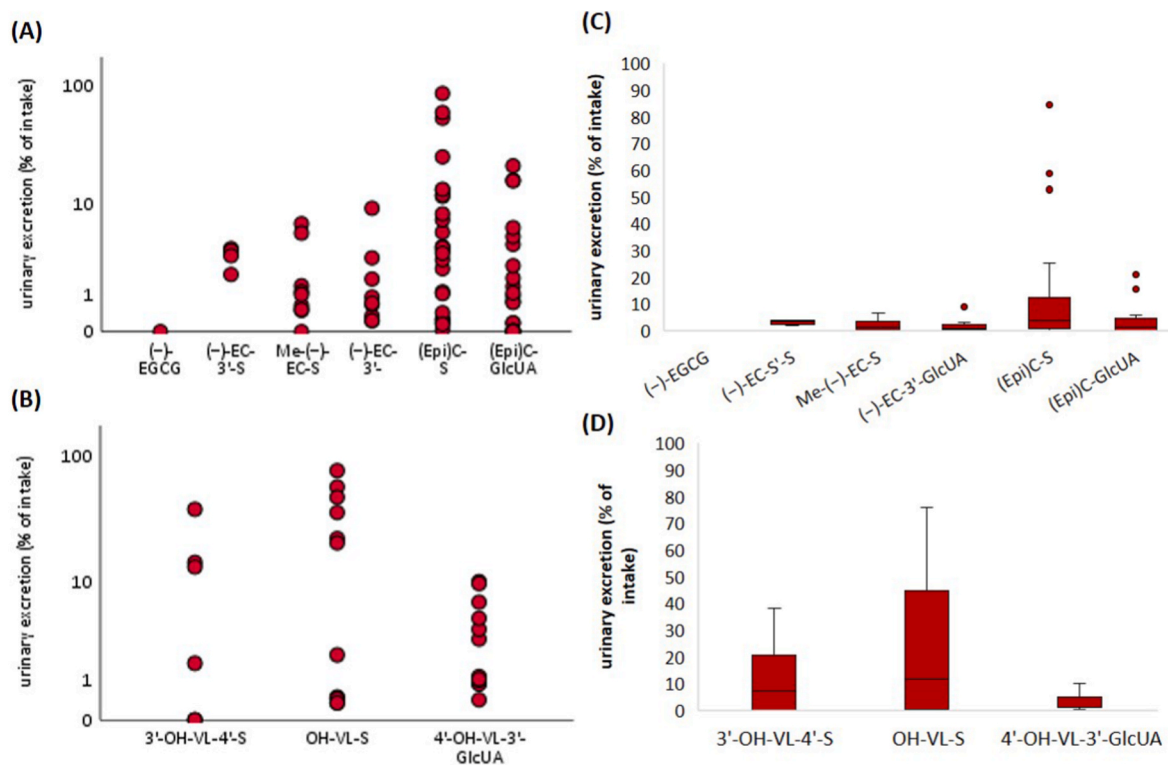 (A)
urinary excretion (% of intake)
100
10
1
0
(−)-
EGCG
(−)-EC-
3'-S
Me-(−)-
EC-S
(−)-EC-
3'-
(Epi)C-
S
(Epi)C-
GlcUA
(B)
urinary excretion (% of intake)
100
10
1
0
3'-OH-VL-4'-S
OH-VL-S
4'-OH-VL-3'-
GlcUA
(C)
urinary excretion (% of intake)
100
90
80
70
60
50
40
30
20
10
0
(−)-EGCG
(−)-EC-S'-S
Me-(−)-EC-S
(−)-EC-3'-GlcUA
(Epi)C-S
(Epi)C-GlcUA
(D)
urinary excretion (% of
intake)
100
90
80
70
60
50
40
30
20
10
0
3'-OH-VL-4'-S
OH-VL-S
4'-OH-VL-3'-GlcUA